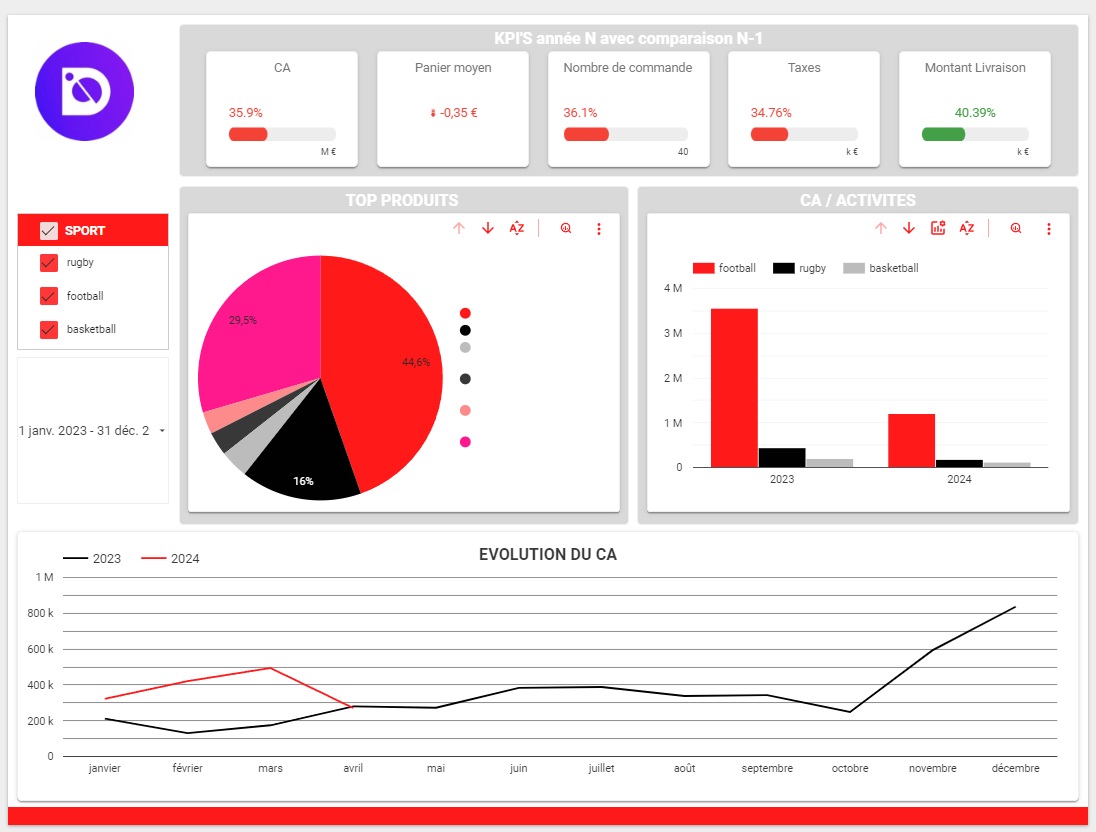 KPI'S année N avec comparaison N-1
CA
35.9%
M €
Panier moyen
-0,35 €
Nombre de commande
36.1%
40
Taxes
34.76%
k €
Montant Livraison
40.39%
k €
SPORT
rugby
football
basketball
1 janv. 2023 - 31 déc. 2
TOP PRODUITS
AZ
29,5%
44,6%
16%
CA / ACTIVITES
AZ
football rugby basketball
4 M
3 M
2 M
1 M
0
2023 2024
EVOLUTION DU CA
2023 2024
1 M
800 k
600 k
400 k
200 k
0
janvier février mars avril mai juin juillet août septembre octobre novembre décembre